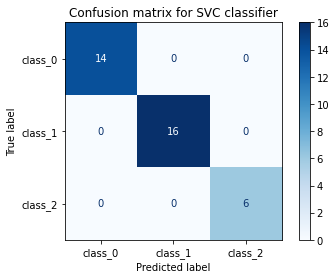 Confusion matrix for SVC classifier
True label
class_0
14 0 0
class_1
0 16 0
class_2
0 0 6
class_0 class_1 class_2
Predicted label
16
14
12
10
8
6
4
2
0